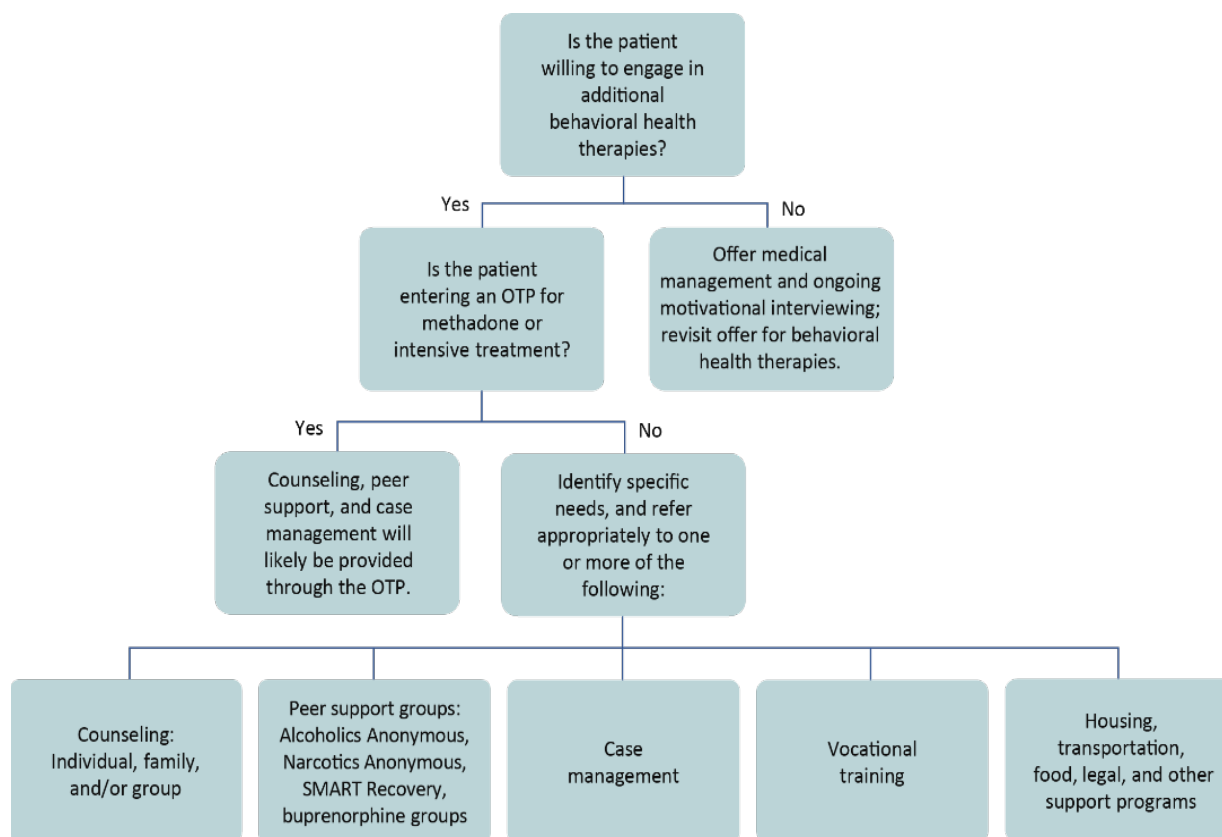 Is the patient
willing to engage in
additional
behavioral health
therapies?
Yes
No
Is the patient
entering an OTP for
methadone or
intensive treatment?
Offer medical
management and ongoing
motivational interviewing;
revisit offer for behavioral
health therapies.
Yes
No
Counseling, peer
support, and case
management will
likely be provided
through the OTP.
Identify specific
needs, and refer
appropriately to one
or more of the
following:
Counseling:
Individual, family,
and/or group
Peer support groups:
Alcoholics Anonymous,
Narcotics Anonymous,
SMART Recovery,
buprenorphine groups
Case
management
Vocational
training
Housing,
transportation,
food, legal, and other
support programs